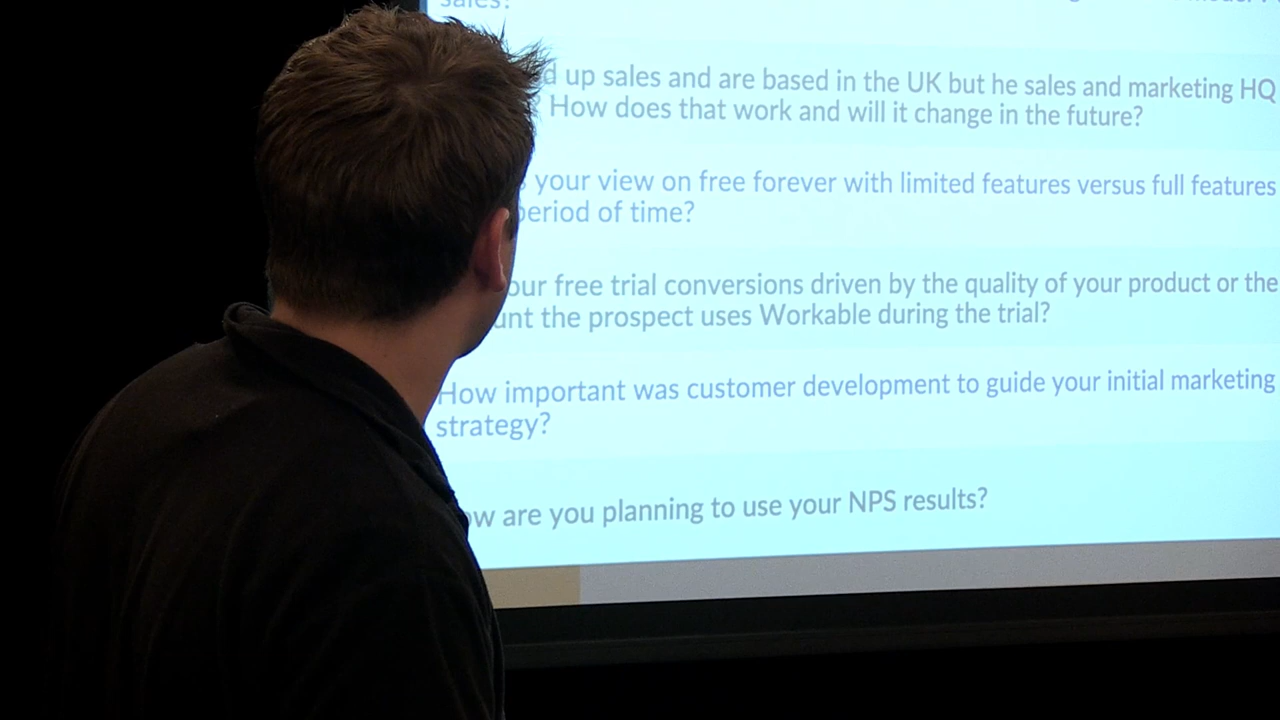 sales?
up sales and are based in the UK but he sales and marketing HQ
How does that work and will it change in the future?
your view on free forever with limited features versus full features
period of time?
our free trial conversions driven by the quality of your product or the
the prospect uses Workable during the trial?
How important was customer development to guide your initial marketing
strategy?
are you planning to use your NPS results?